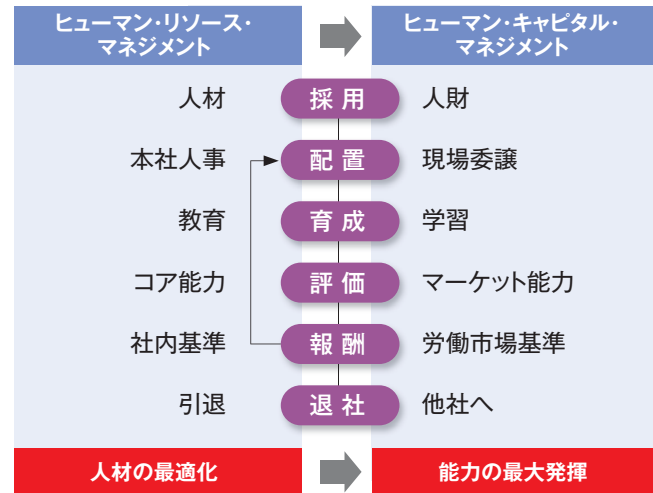 ヒューマン・リソース・
マネジメント
ヒューマン・キャピタル・
マネジメント
人材 採用 人財
本社人事 配置 現場委譲
教育 育成 学習
コア能力 評価 マーケット能力
社内基準 報酬 労働市場基準
引退 退社 他社へ
人材の最適化 能力の最大発揮